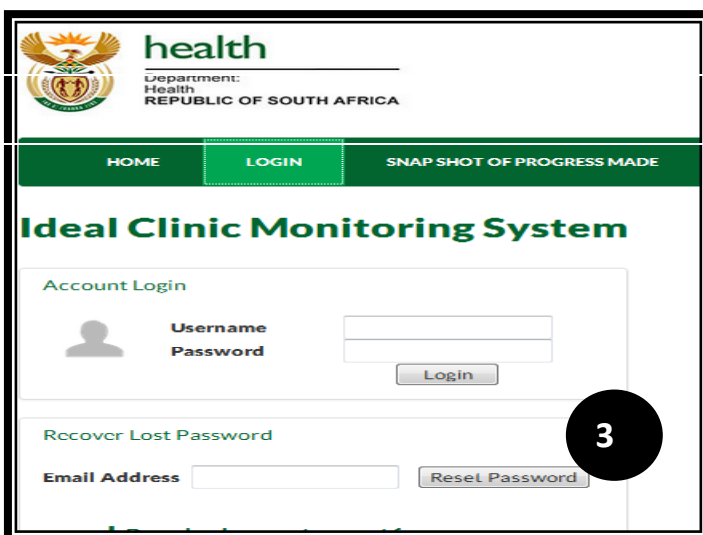 health
Department:
Health
REPUBLIC OF SOUTH AFRICA
HOME LOGIN SNAP SHOT OF PROGRESS MADE
Ideal Clinic Monitoring System
Account Login
Username
Password
Login
Recover Lost Password
3
Email Address Reset Password